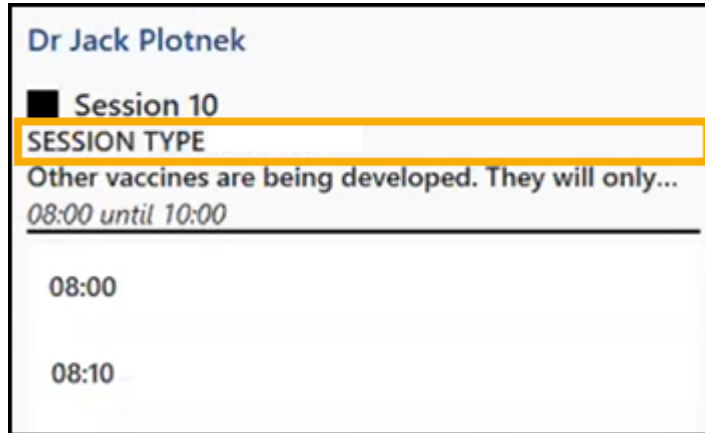 Dr Jack Plotnek
Session 10
SESSION TYPE
Other vaccines are being developed. They will only...
08:00 until 10:00
08:00
08:10